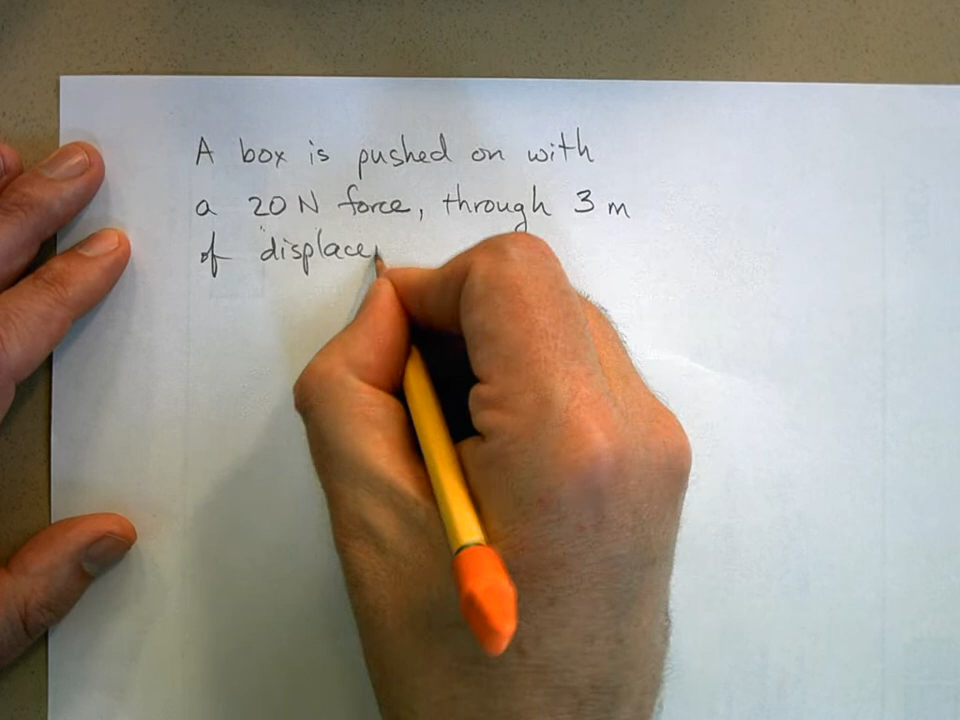 A box is pushed on with
a 20 N force, through 3 m
of displace